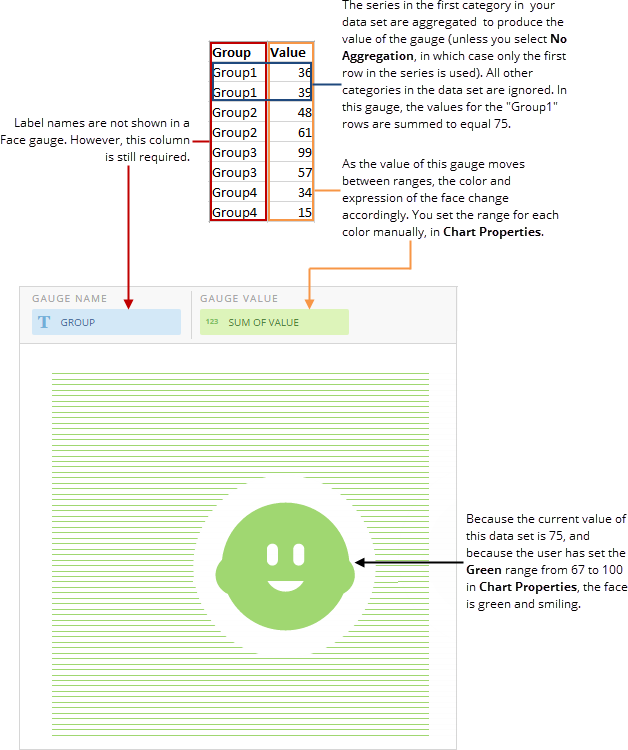 The series in the first category in your
data set are aggregated to produce the
value of the gauge (unless you select No
Aggregation, in which case only the first
row in the series is used). All other
categories in the data set are ignored. In
this gauge, the values for the "Group1"
rows are summed to equal 75.
Group Value
Group1 36
Group1 39
Group2 48
Group2 61
Group3 99
Group3 57
Group4 34
Group4 15
Label names are not shown in a
Face gauge. However, this column
is still required.
As the value of this gauge moves
between ranges, the color and
expression of the face change
accordingly. You set the range for each
color manually, in Chart Properties.
GAUGE NAME
T GROUP
GAUGE VALUE
123 SUM OF VALUE
Because the current value of
this data set is 75, and
because the user has set the
Green range from 67 to 100
in Chart Properties, the face
is green and smiling.